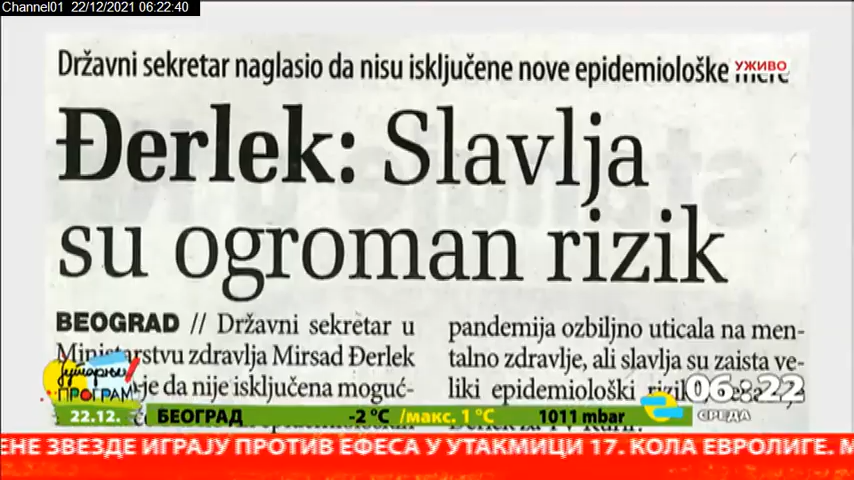 Channel01 22/12/2021 06:22:40
Državni sekretar naglasio da nisu isključene nove epidemiološke
УЖИВО
Đerlek: Slavlja
su ogroman rizik
BEOGRAD // Državni sekretar u
Ministarstvu zdravlja Mirsad Đerlek
je da nije isključena moguć-
pandemija ozbiljno uticala na men-
talno zdravlje, ali slavlja su zaista ve-
liki epidemiološki rizik
Јутарњи
ПРОГРАМ
06:22
СРЕДА
22.12. БЕОГРАД -2 °C /макс. 1 °C 1011 mbar
ЕНЕ ЗВЕЗДЕ ИГРАЈУ ПРОТИВ ЕФЕСА У УТАКМИЦИ 17. КОЛА ЕВРОЛИГЕ.